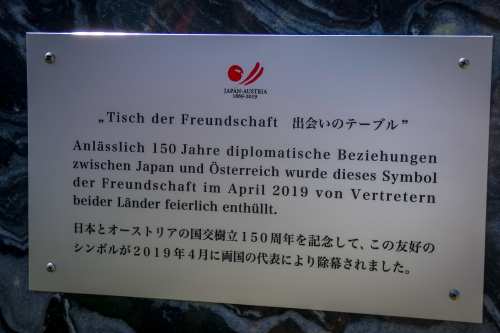 JAPAN-AUSTRIA
1869-2019
„Tisch der Freundschaft 出会いのテーブル”
Anlässlich 150 Jahre diplomatische Beziehungen
zwischen Japan und Österreich wurde dieses Symbol
der Freundschaft im April 2019 von Vertretern
beider Länder feierlich enthüllt.
日本とオーストリアの国交樹立150周年を記念して、この友好の
シンボルが2019年4月に両国の代表により除幕されました。